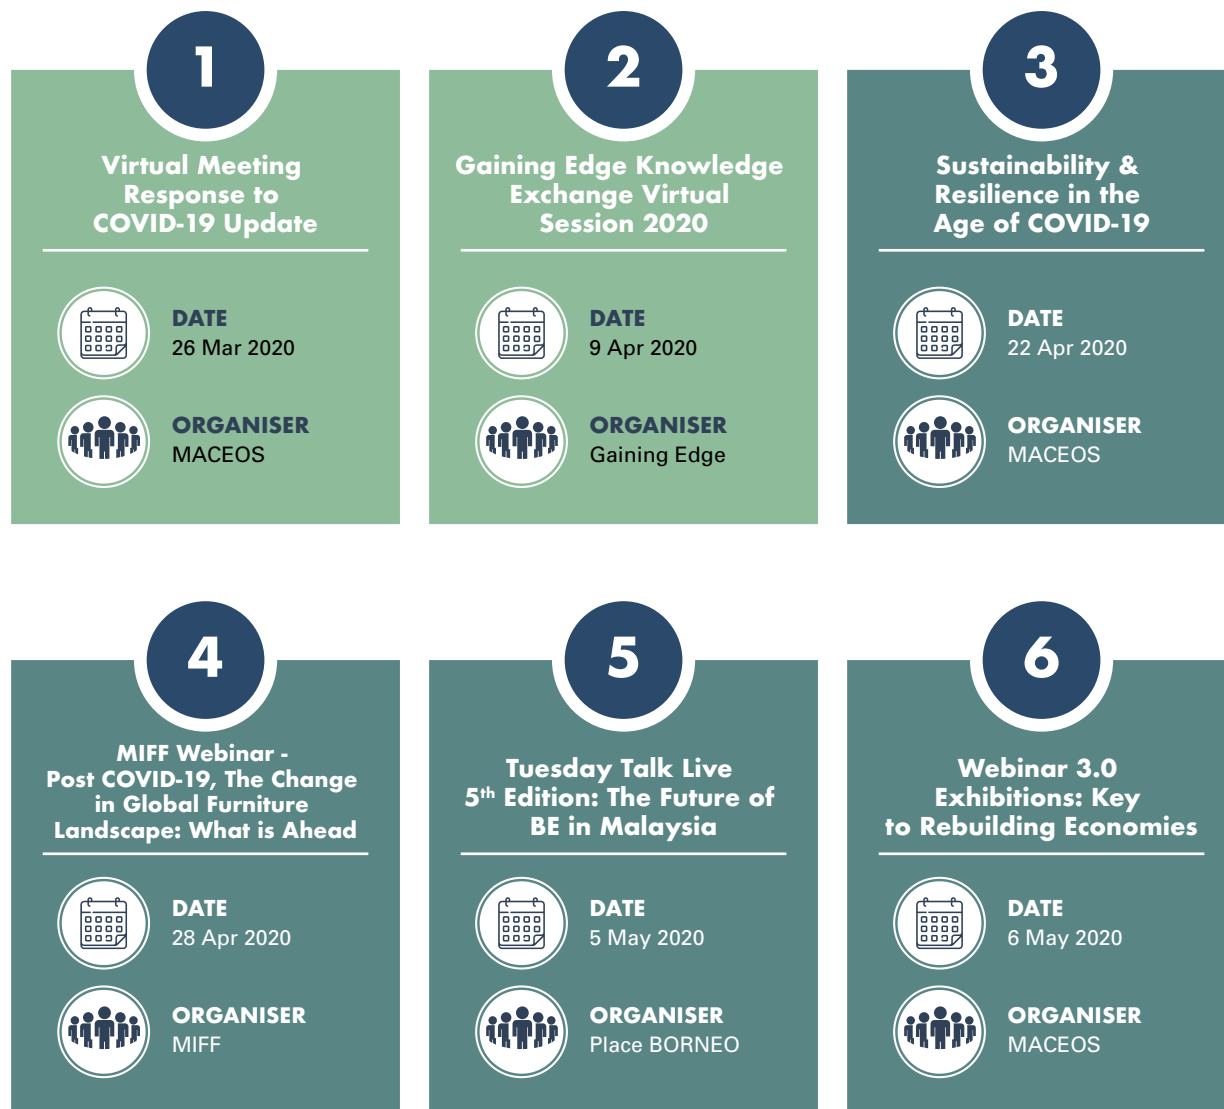 1
Virtual Meeting
Response to
COVID-19 Update
DATE
26 Mar 2020
ORGANISER
MACEOS
2
Gaining Edge Knowledge
Exchange Virtual
Session 2020
DATE
9 Apr 2020
ORGANISER
Gaining Edge
3
Sustainability &
Resilience in the
Age of COVID-19
DATE
22 Apr 2020
ORGANISER
MACEOS
4
MIFF Webinar -
Post COVID-19, The Change
in Global Furniture
Landscape: What is Ahead
DATE
28 Apr 2020
ORGANISER
MIFF
5
Tuesday Talk Live
5th Edition: The Future of
BE in Malaysia
DATE
5 May 2020
ORGANISER
Place BORNEO
6
Webinar 3.0
Exhibitions: Key
to Rebuilding Economies
DATE
6 May 2020
ORGANISER
MACEOS